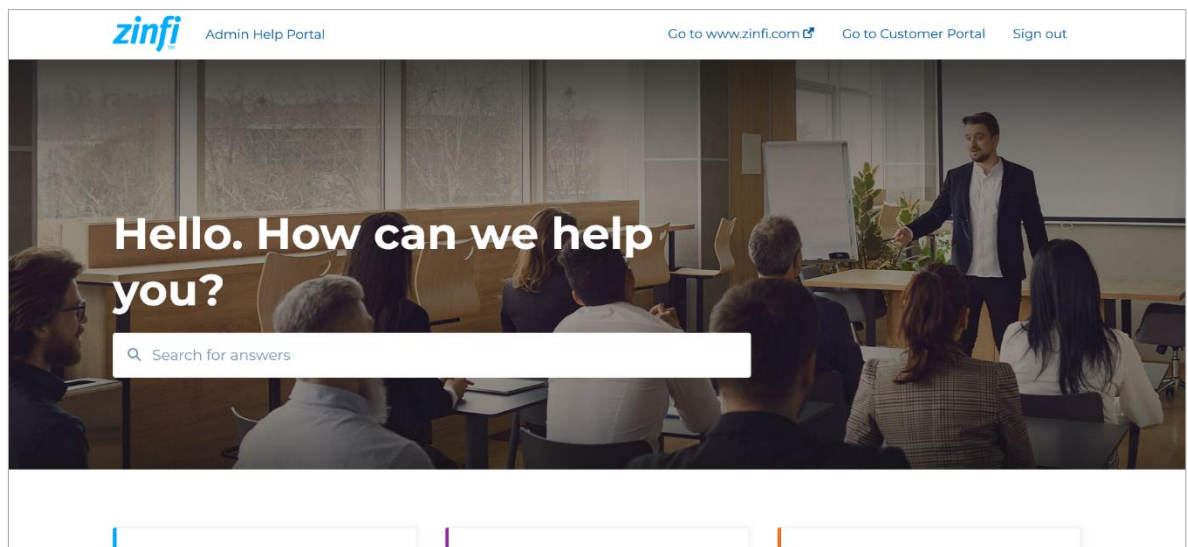 zinfi
Admin Help Portal
Go to www.zinfi.com
Go to Customer Portal
Sign out
Hello. How can we help
you?
Search for answers